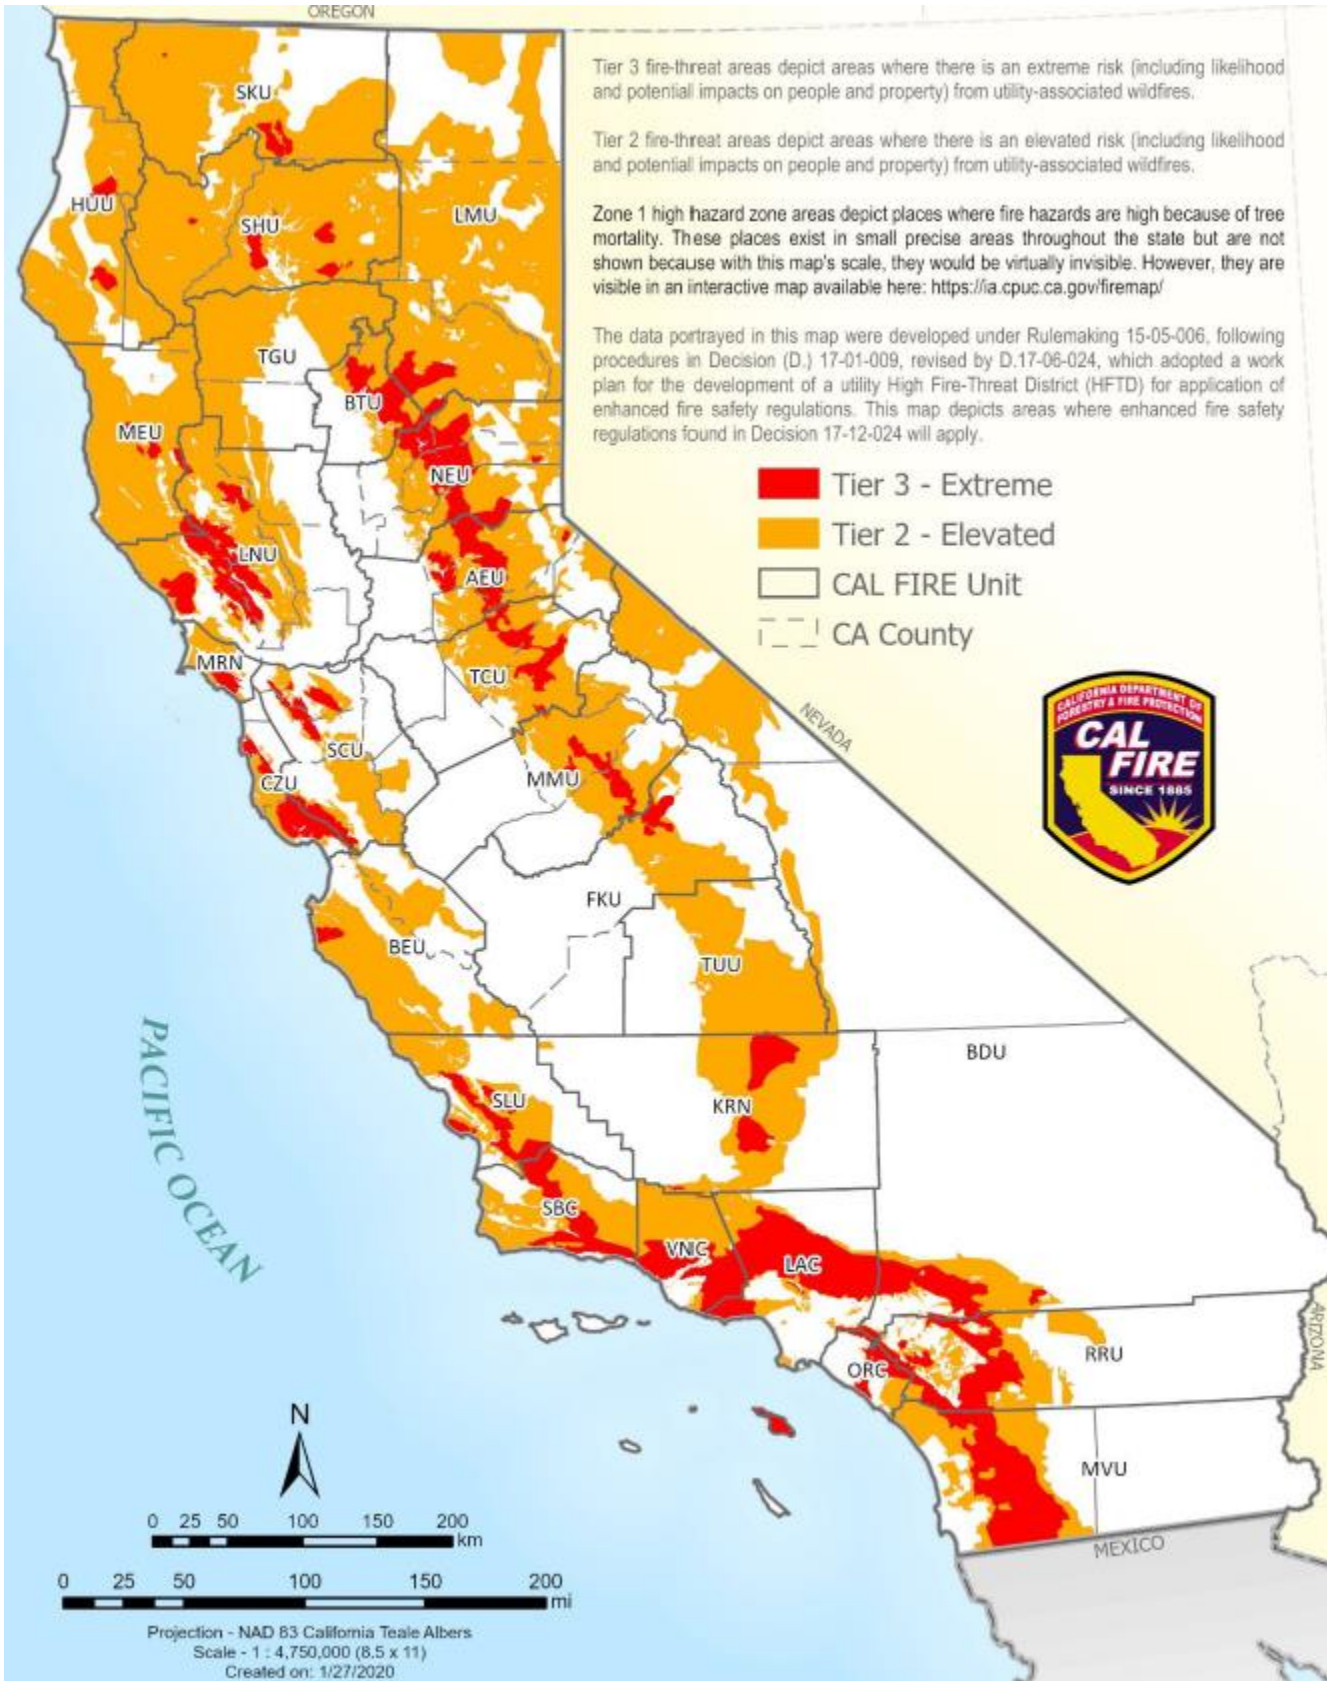 OREGON
Tier 3 fire-threat areas depict areas where there is an extreme risk (including likelihood
and potential impacts on people and property) from utility-associated wildfires.
Tier 2 fire-threat areas depict areas where there is an elevated risk (including likelihood
and potential impacts on people and property) from utility-associated wildfires.
Zone 1 high hazard zone areas depict places where fire hazards are high because of tree
mortality. These places exist in small precise areas throughout the state but are not
shown because with this map's scale, they would be virtually invisible. However, they are
visible in an interactive map available here: https://ia.cpuc.ca.gov/firemap/
The data portrayed in this map were developed under Rulemaking 15-05-006, following
procedures in Decision (D.) 17-01-009, revised by D.17-06-024, which adopted a work
plan for the development of a utility High Fire-Threat District (HFTD) for application of
enhanced fire safety regulations. This map depicts areas where enhanced fire safety
regulations found in Decision 17-12-024 will apply.
Tier 3 - Extreme
Tier 2 - Elevated
CAL FIRE Unit
CA County
SKU
HUU
SHU
LMU
TGU
BTU
MEU
NEU
LNU
AEU
MRN
TCU
NEVADA
SCU
CZU
MMU
CALIFORNIA DEPARTMENT OF
FORESTRY & FIRE PROTECTION
CAL
FIRE
SINCE 1885
FKU
BEU
TUU
PACIFIC OCEAN
BDU
SLU
KRN
SBC
VNC
LAC
ORC
RRU
ARIZONA
MVU
MEXICO
N
0 25 50 100 150 200
km
0 25 50 100 150 200
mi
Projection - NAD 83 California Teale Albers
Scale - 1 : 4,750,000 (8.5 x 11)
Created on: 1/27/2020